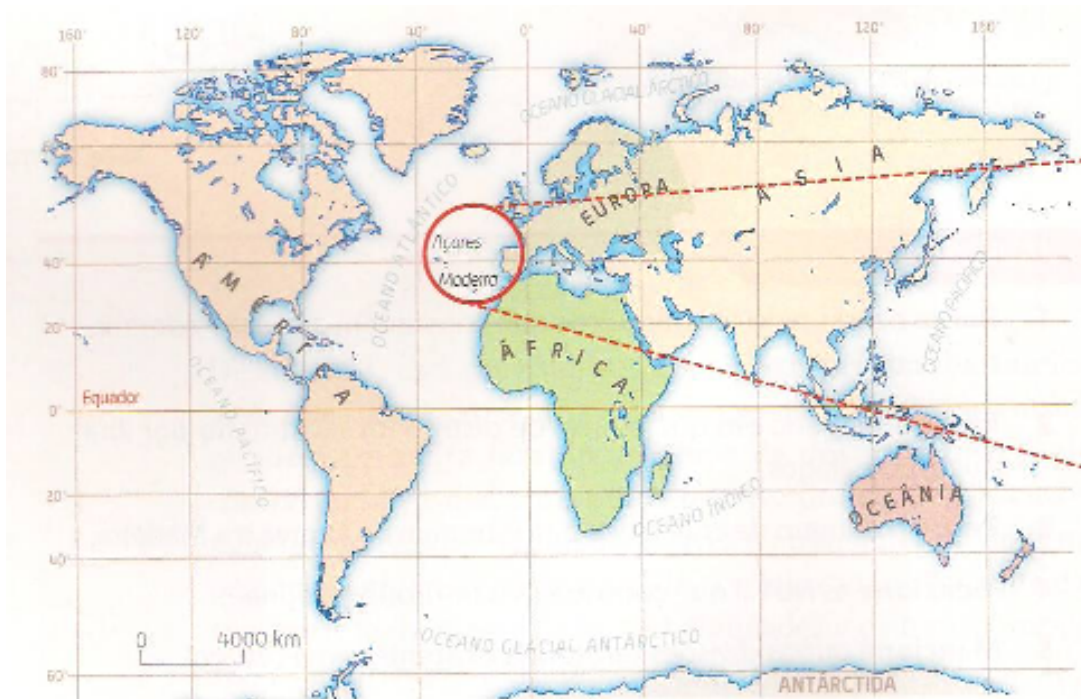 160° 120° 80° 40° 0° 40° 80° 120° 160°
80°
OCEANO GLACIAL ÁRCTICO
60°
ÁSIA
EUROPA
OCEANO ATLÂNTICO
Açores
Madeira
40°
AMÉRICA
OCEANO PACÍFICO
20°
ÁFRICA
OCEANO PACÍFICO
Equador
0°
20°
OCEANO ÍNDICO
OCEÂNIA
40°
0 4000 km
OCEANO GLACIAL ANTÁRCTICO
60°
ANTÁRCTIDA